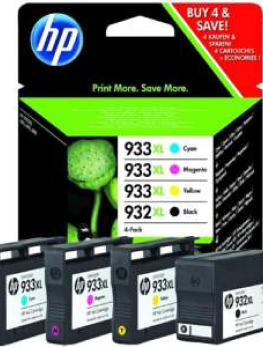 BUY 4 &
SAVE!
4 KAUFEN &
SPAREN!
4 CARTOUCHES
= ÉCONOMIES !
hp
Print More. Save More.
933XL Cyan
933XL Magenta
933XL Yellow
932XL Black
4-Pack
hp 933XL
hp 933XL
hp 933XL
hp 932XL